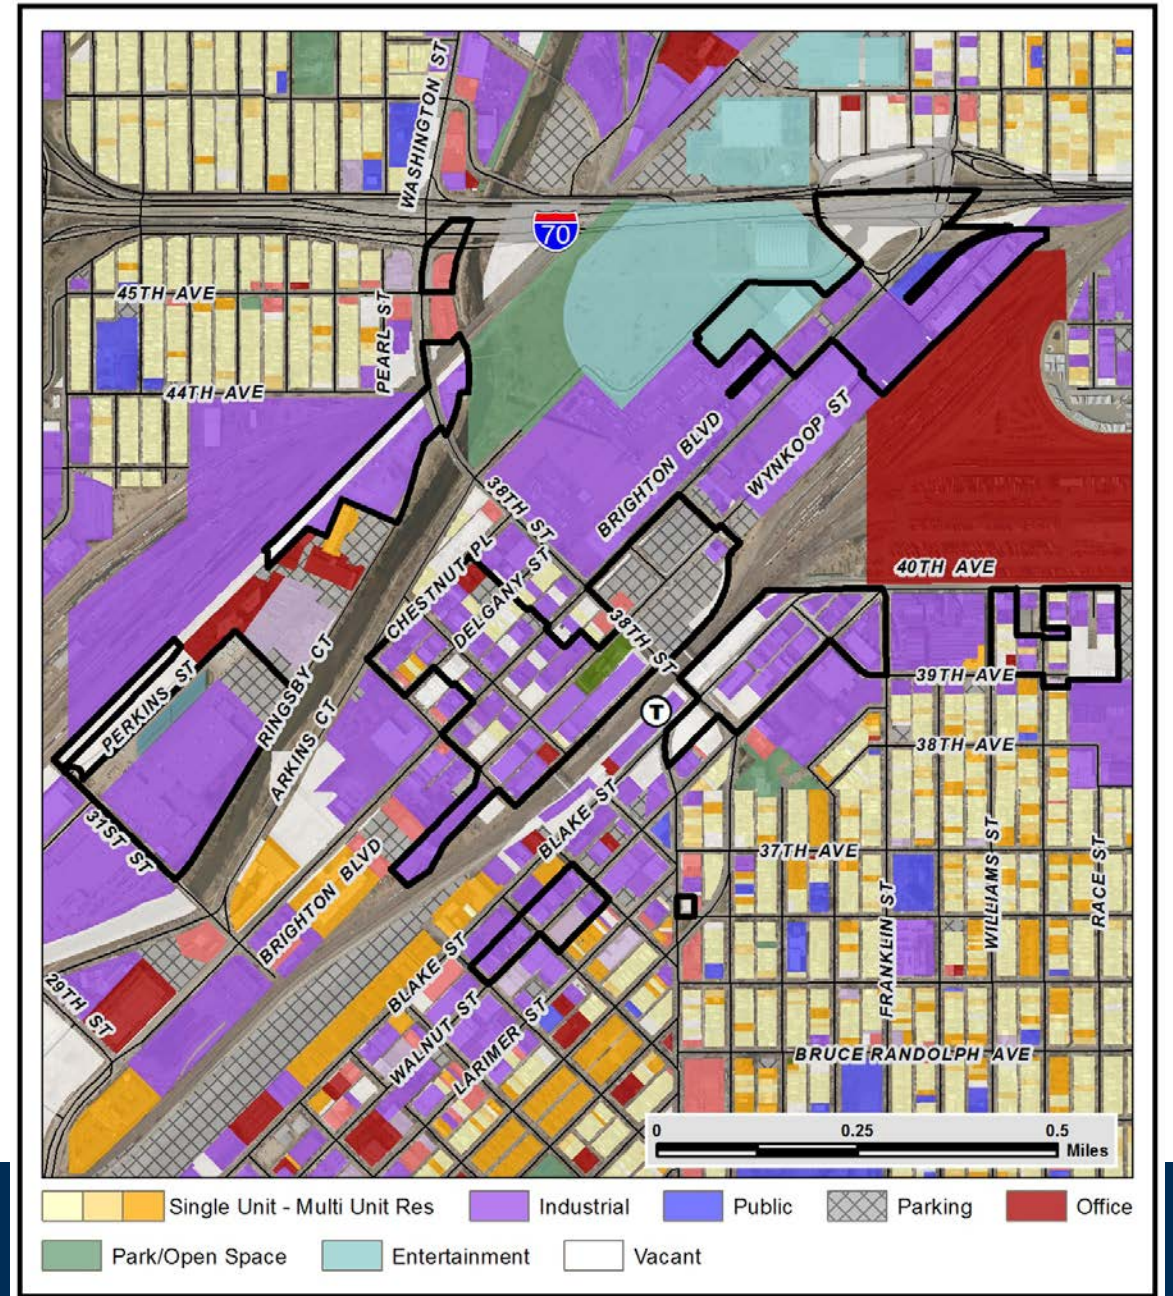 WASHINGTON ST
70
45TH AVE
PEARL ST
44TH AVE
38TH ST
BRIGHTON BLVD
WYNKOOP ST
CHESTNUT PL
DELGANY ST
40TH AVE
38TH ST
39TH AVE
PERKINS ST
RINGSBY CT
ARKINS CT
T
38TH AVE
31ST ST
BLAKE ST
37TH AVE
BRIGHTON BLVD
FRANKLIN ST
WILLIAMS ST
RACE ST
29TH ST
BLAKE ST
WALNUT ST
LARIMER ST
BRUCE RANDOLPH AVE
0 0.25 0.5
Miles
Single Unit - Multi Unit Res Industrial Public Parking Office
Park/Open Space Entertainment Vacant